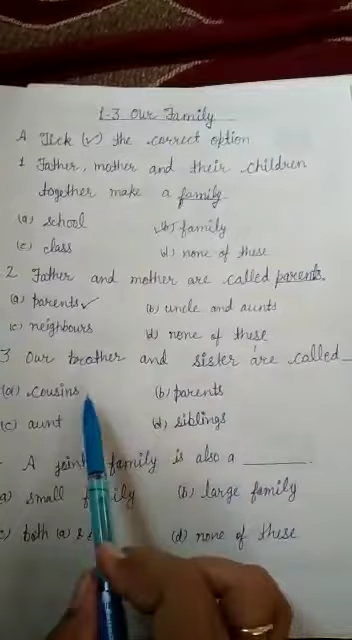 1-3 Our Family
A Tick (✓) the correct option
1 Father, mother and their children
together make a family.
(a) school (b) family
(c) class (d) none of these
2 Father and mother are called parents.
(a) parents ✓ (b) uncle and aunts
(c) neighbours (d) none of these
3 Our brother and sister are called
(a) cousins (b) parents
(c) aunt (d) siblings
A joint family is also a
a) small (b) large family
c) both (a) & (d) none of these